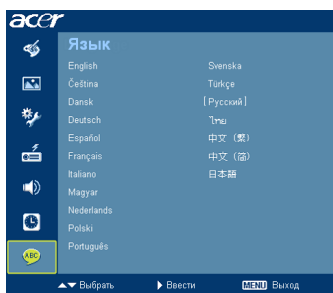 acer
Язык
English
Čeština
Dansk
Deutsch
Español
Français
Italiano
Magyar
Nederlands
Polski
Português
Svenska
Türkçe
[Русский]
ไทย
中文 (繁)
中文 (简)
日本語
ABC
▲▼ Выбрать ▶ Ввести MENU Выход